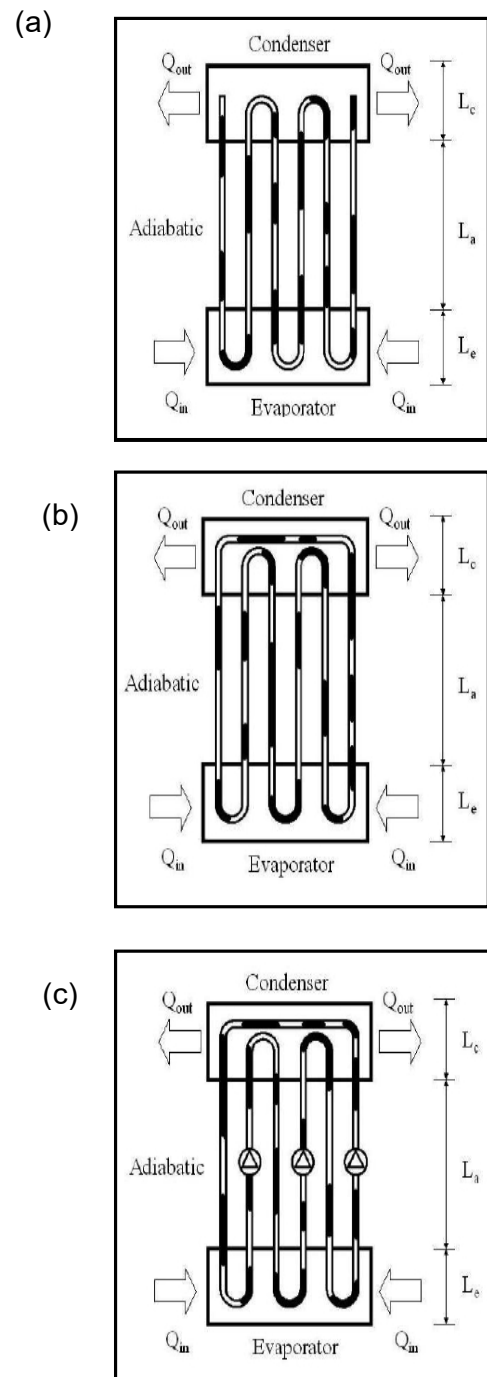 (a)
Condenser
Qout Qout
Lc
Adiabatic
La
Le
Qin Qin
Evaporator
(b)
Condenser
Qout Qout
Lc
Adiabatic
La
Le
Qin Qin
Evaporator
(c)
Condenser
Qout Qout
Lc
Adiabatic
La
Le
Qin Qin
Evaporator